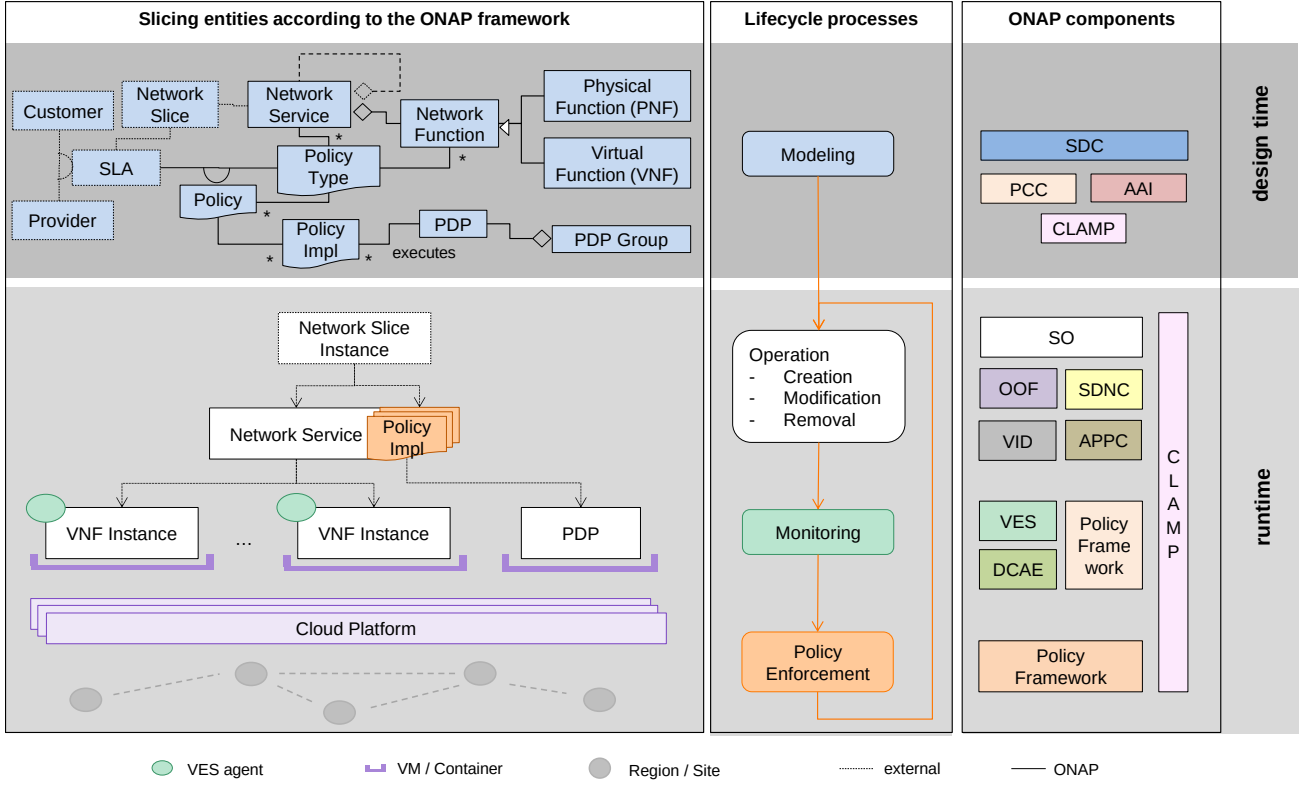 Slicing entities according to the ONAP framework
Lifecycle processes
ONAP components
Customer
Network
Slice
Network
Service
Network
Function
Physical
Function (PNF)
Virtual
Function (VNF)
SLA
*
Policy
Type
*
Provider
Policy
*
Policy
Impl
*
*
executes
PDP
PDP Group
Modeling
SDC
PCC
AAI
CLAMP
design time
Network Slice
Instance
Network Service
Policy
Impl
VNF Instance
...
VNF Instance
PDP
Cloud Platform
Operation
- Creation
- Modification
- Removal
Monitoring
Policy
Enforcement
SO
OOF
SDNC
VID
APPC
VES
DCAE
Policy
Frame
work
Policy
Framework
C
L
A
M
P
runtime
VES agent
VM / Container
Region / Site
external
ONAP